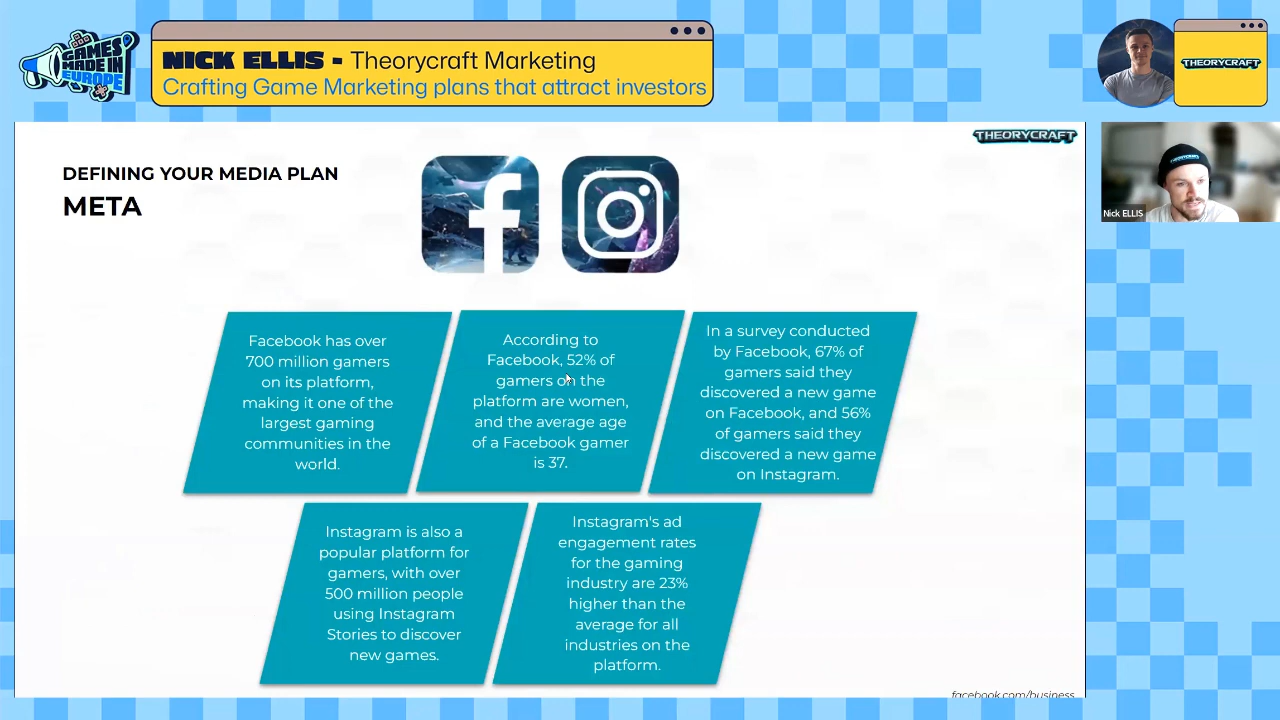 GAMES
MADE IN
EUROPE
NICK ELLIS - Theorycraft Marketing
Crafting Game Marketing plans that attract investors
THEORYCRAFT
THEORYCRAFT
DEFINING YOUR MEDIA PLAN
META
Nick ELLIS
Facebook has over
700 million gamers
on its platform,
making it one of the
largest gaming
communities in the
world.
According to
Facebook, 52% of
gamers on the
platform are women,
and the average age
of a Facebook gamer
is 37.
In a survey conducted
by Facebook, 67% of
gamers said they
discovered a new game
on Facebook, and 56%
of gamers said they
discovered a new game
on Instagram.
Instagram is also a
popular platform for
gamers, with over
500 million people
using Instagram
Stories to discover
new games.
Instagram's ad
engagement rates
for the gaming
industry are 23%
higher than the
average for all
industries on the
platform.
facebook.com/business